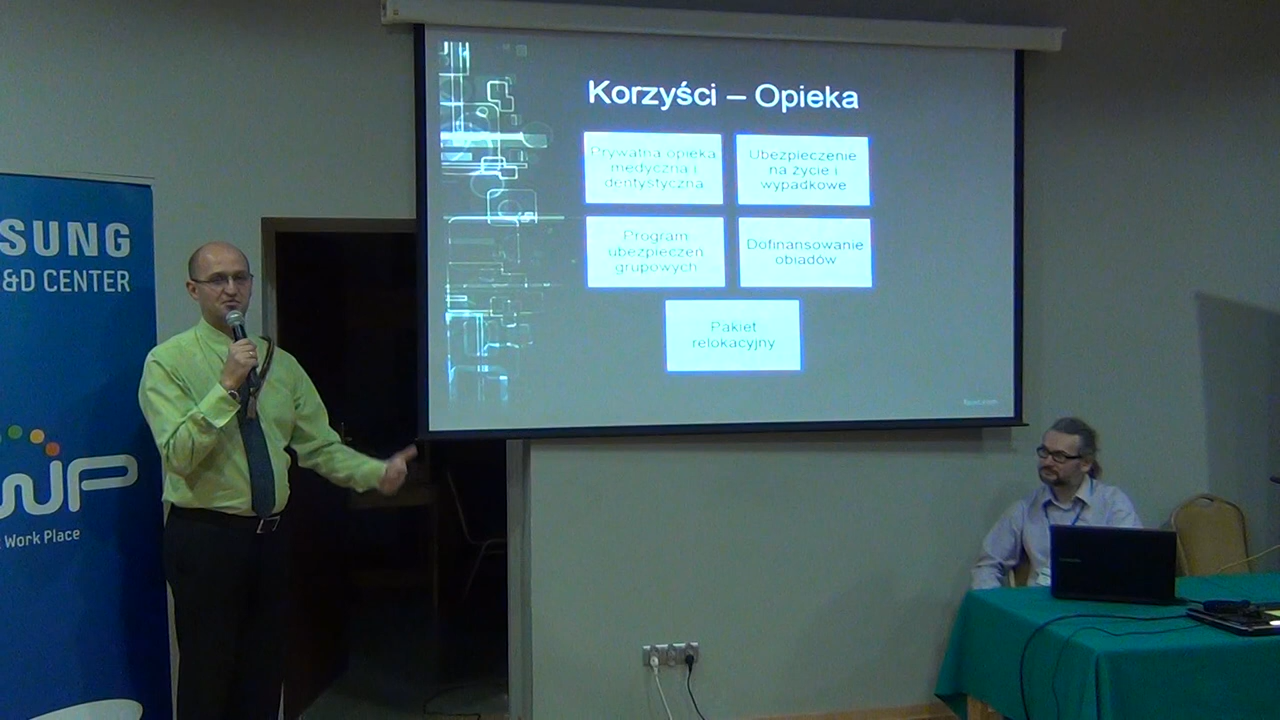 Korzyści – Opieka
Prywatna opieka
medyczna i
dentystyczna
Ubezpieczenie
na życie i
wypadkowe
Program
ubezpieczeń
grupowych
Dofinansowanie
obiadów
Pakiet
relokacyjny
SUNG
&D CENTER
WP
Work Place